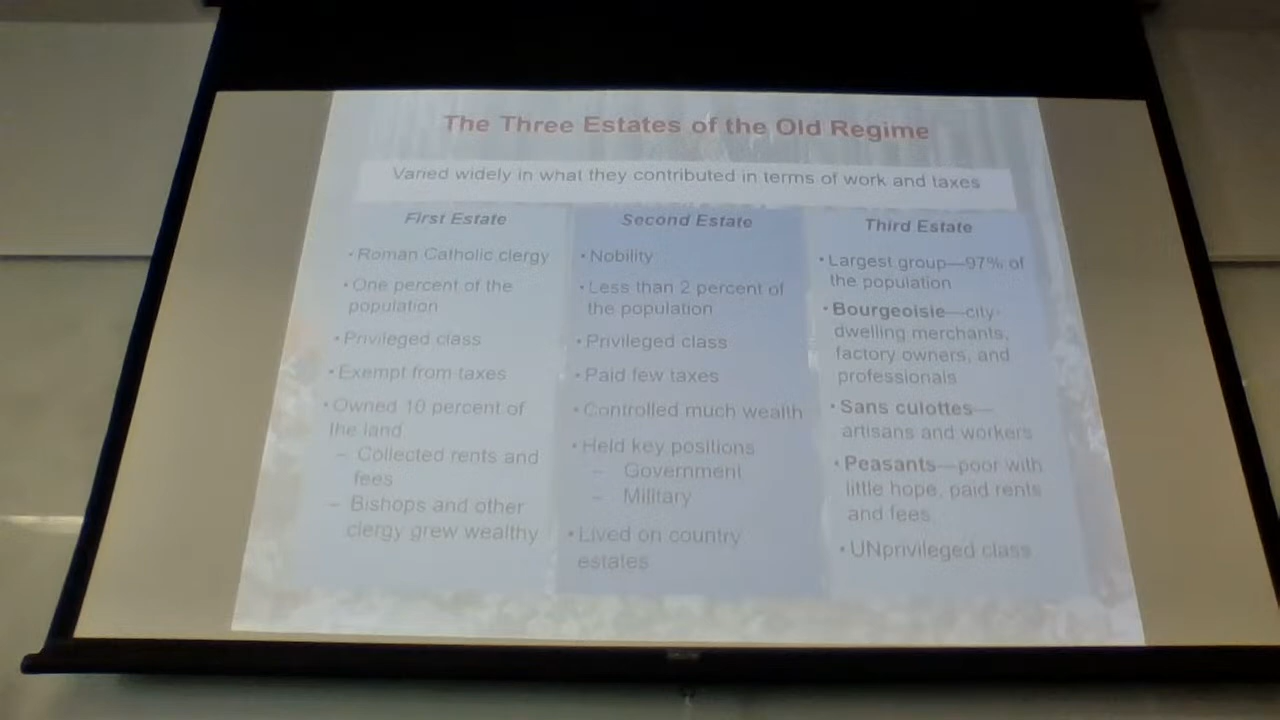 The Three Estates of the Old Regime
Varied widely in what they contributed in terms of work and taxes
First Estate
• Roman Catholic clergy
• One percent of the
population
• Privileged class
• Exempt from taxes
• Owned 10 percent of
the land
– Collected rents and
fees
– Bishops and other
clergy grew wealthy
Second Estate
• Nobility
• Less than 2 percent of
the population
• Privileged class
• Paid few taxes
• Controlled much wealth
• Held key positions
– Government
– Military
• Lived on country
estates
Third Estate
• Largest group—97% of
the population
• Bourgeoisie—city-
dwelling merchants,
factory owners, and
professionals
• Sans culottes—
artisans and workers
• Peasants—poor with
little hope, paid rents
and fees
• UNprivileged class